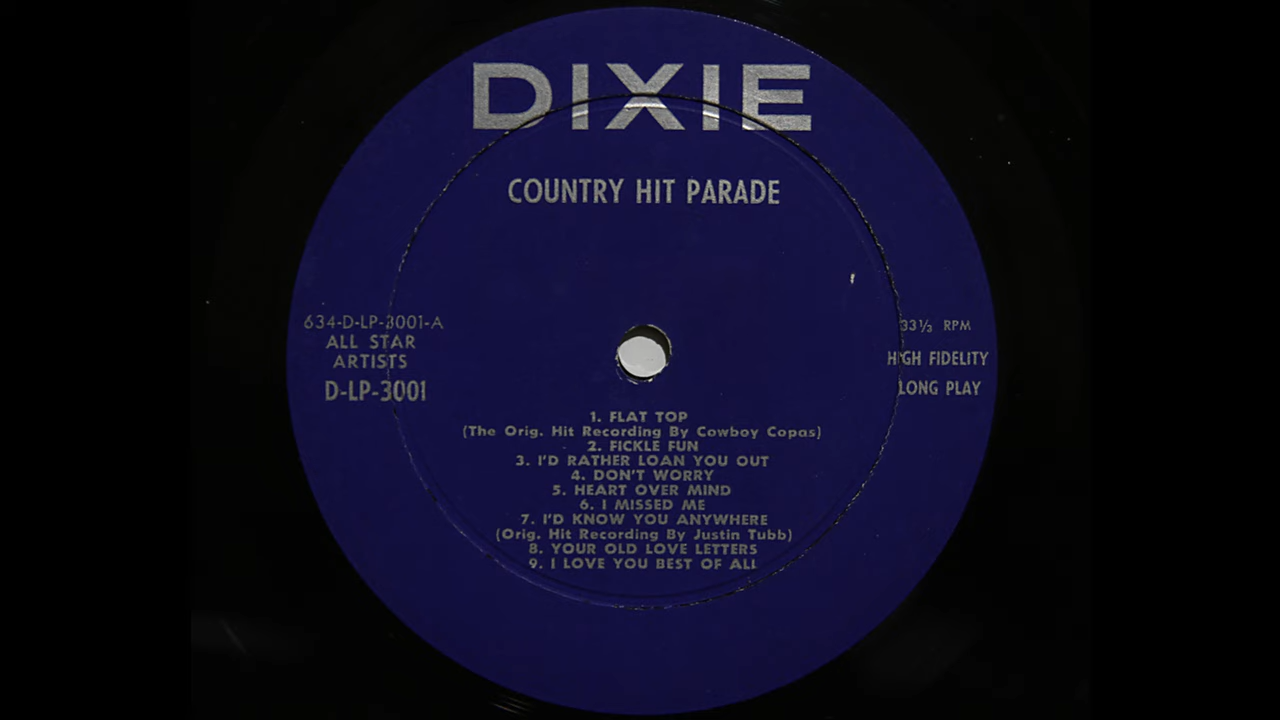 DIXIE
COUNTRY HIT PARADE
634-D-LP-3001-A
ALL STAR
ARTISTS
D-LP-3001
33⅓ RPM
HIGH FIDELITY
LONG PLAY
1. FLAT TOP
(The Orig. Hit Recording By Cowboy Copas)
2. FICKLE FUN
3. I'D RATHER LOAN YOU OUT
4. DON'T WORRY
5. HEART OVER MIND
6. I MISSED ME
7. I'D KNOW YOU ANYWHERE
(Orig. Hit Recording By Justin Tubb)
8. YOUR OLD LOVE LETTERS
9. I LOVE YOU BEST OF ALL